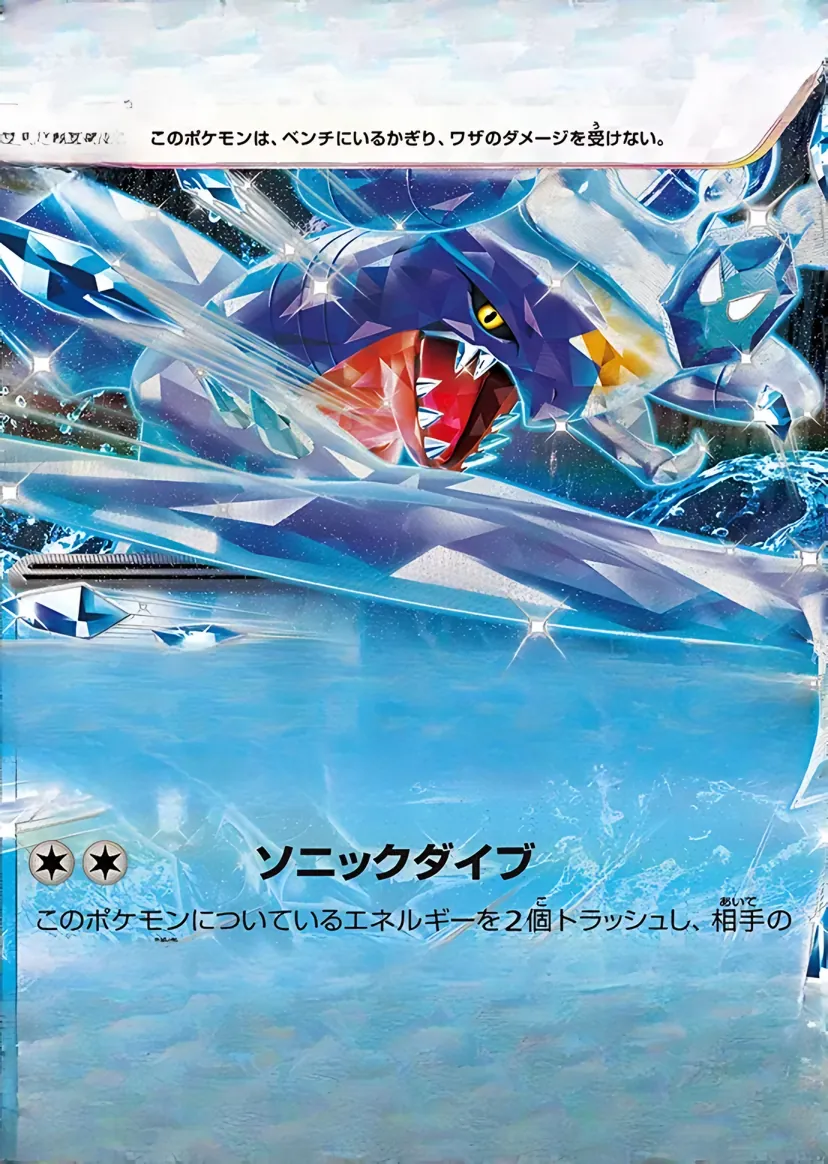 このポケモンは、ベンチにいるかぎり、ワザのダメージを受けない。
ソニックダイブ
このポケモンについているエネルギーを2個トラッシュし、相手の